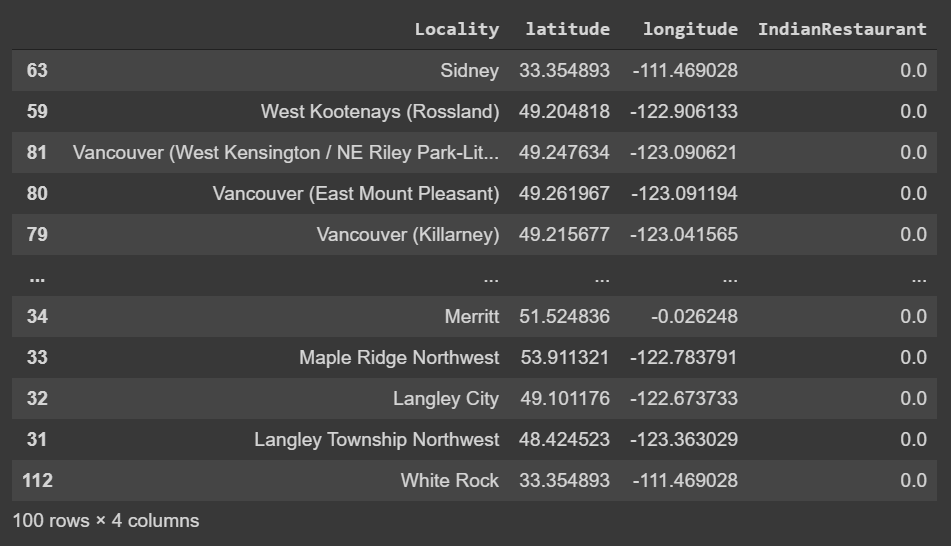 Locality latitude longitude IndianRestaurant
63 Sidney 33.354893 -111.469028 0.0
59 West Kootenays (Rossland) 49.204818 -122.906133 0.0
81 Vancouver (West Kensington / NE Riley Park-Lit... 49.247634 -123.090621 0.0
80 Vancouver (East Mount Pleasant) 49.261967 -123.091194 0.0
79 Vancouver (Killarney) 49.215677 -123.041565 0.0
... ... ... ... ...
34 Merritt 51.524836 -0.026248 0.0
33 Maple Ridge Northwest 53.911321 -122.783791 0.0
32 Langley City 49.101176 -122.673733 0.0
31 Langley Township Northwest 48.424523 -123.363029 0.0
112 White Rock 33.354893 -111.469028 0.0
100 rows × 4 columns